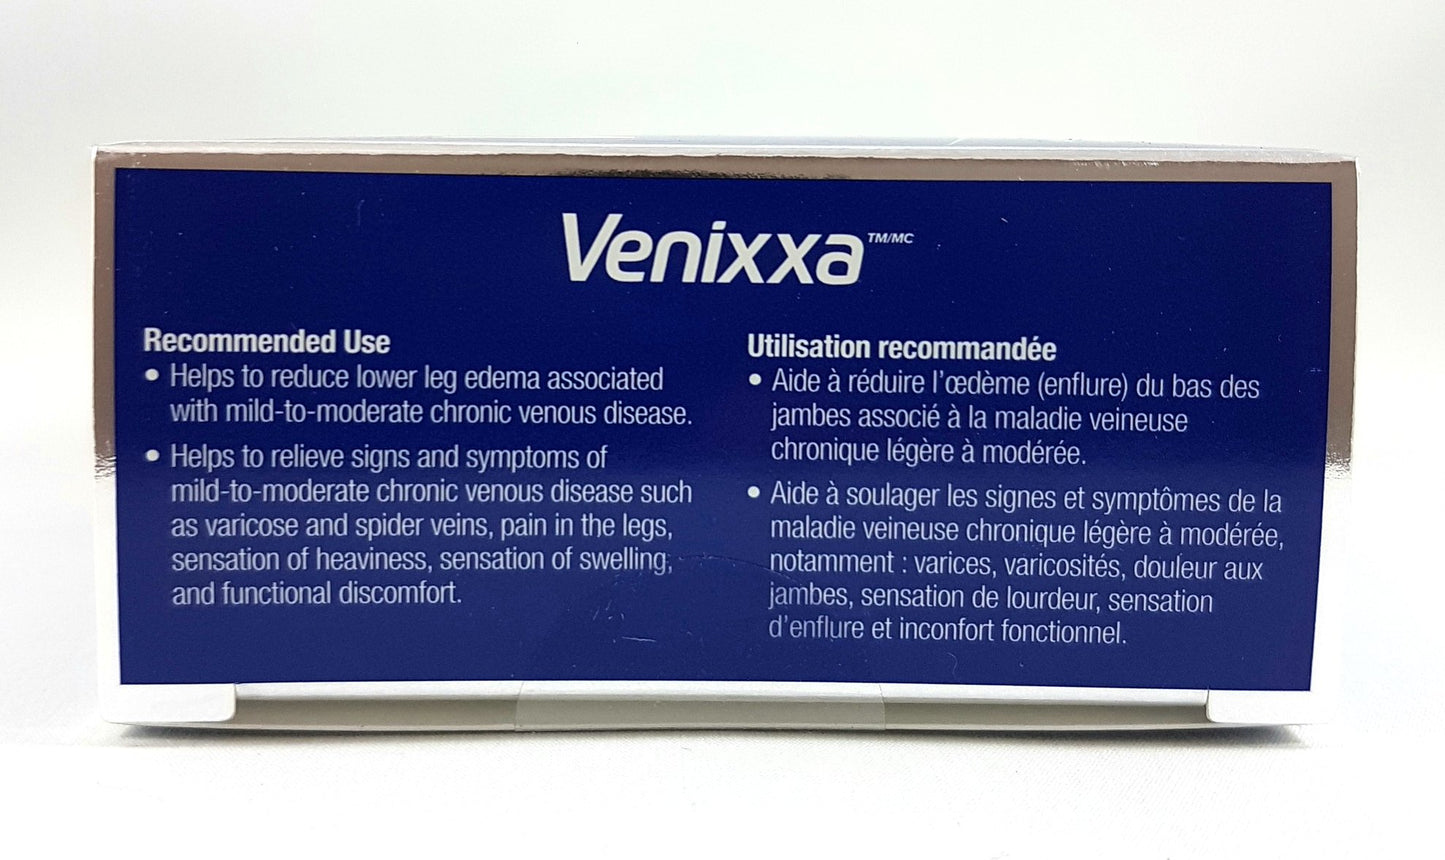 Venixxa TM/MC
Recommended Use
• Helps to reduce lower leg edema associated
with mild-to-moderate chronic venous disease.
• Helps to relieve signs and symptoms of
mild-to-moderate chronic venous disease such
as varicose and spider veins, pain in the legs,
sensation of heaviness, sensation of swelling,
and functional discomfort.
Utilisation recommandée
• Aide à réduire l'œdème (enflure) du bas des
jambes associé à la maladie veineuse
chronique légère à modérée.
• Aide à soulager les signes et symptômes de la
maladie veineuse chronique légère à modérée,
notamment : varices, varicosités, douleur aux
jambes, sensation de lourdeur, sensation
d'enflure et inconfort fonctionnel.